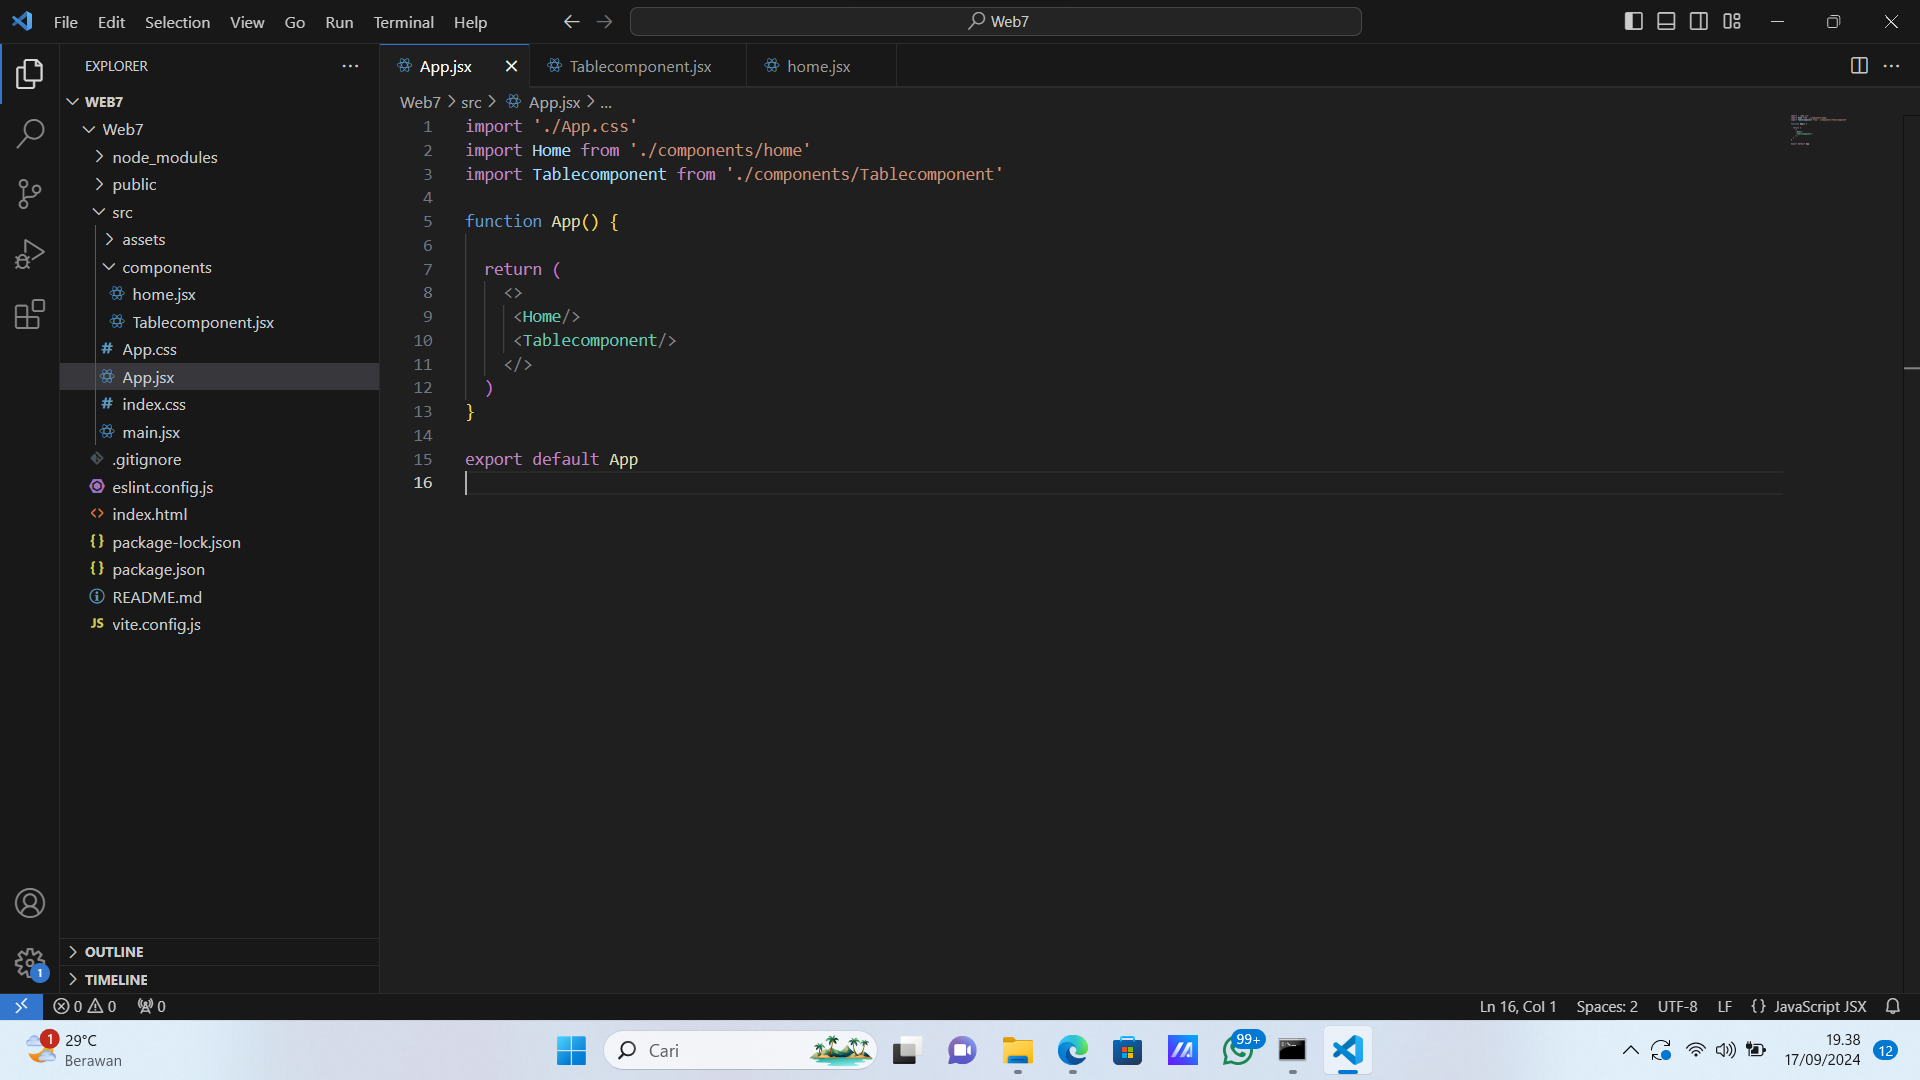 File Edit Selection View Go Run Terminal Help
Web7
EXPLORER
App.jsx
Tablecomponent.jsx
home.jsx
WEB7
Web7
node_modules
public
src
assets
components
home.jsx
Tablecomponent.jsx
App.css
App.jsx
index.css
main.jsx
.gitignore
eslint.config.js
index.html
package-lock.json
package.json
README.md
JS vite.config.js
OUTLINE
TIMELINE
Web7 > src > App.jsx > ...
1 import './App.css'
2 import Home from './components/home'
3 import Tablecomponent from './components/Tablecomponent'
4
5 function App() {
6
7 return (
8 <>
9 <Home/>
10 <Tablecomponent/>
11 </>
12 )
13 }
14
15 export default App
16
1
0 0 0
Ln 16, Col 1 Spaces: 2 UTF-8 LF {} JavaScript JSX
1
29°C
Berawan
Cari
99+
19.38
17/09/2024
12